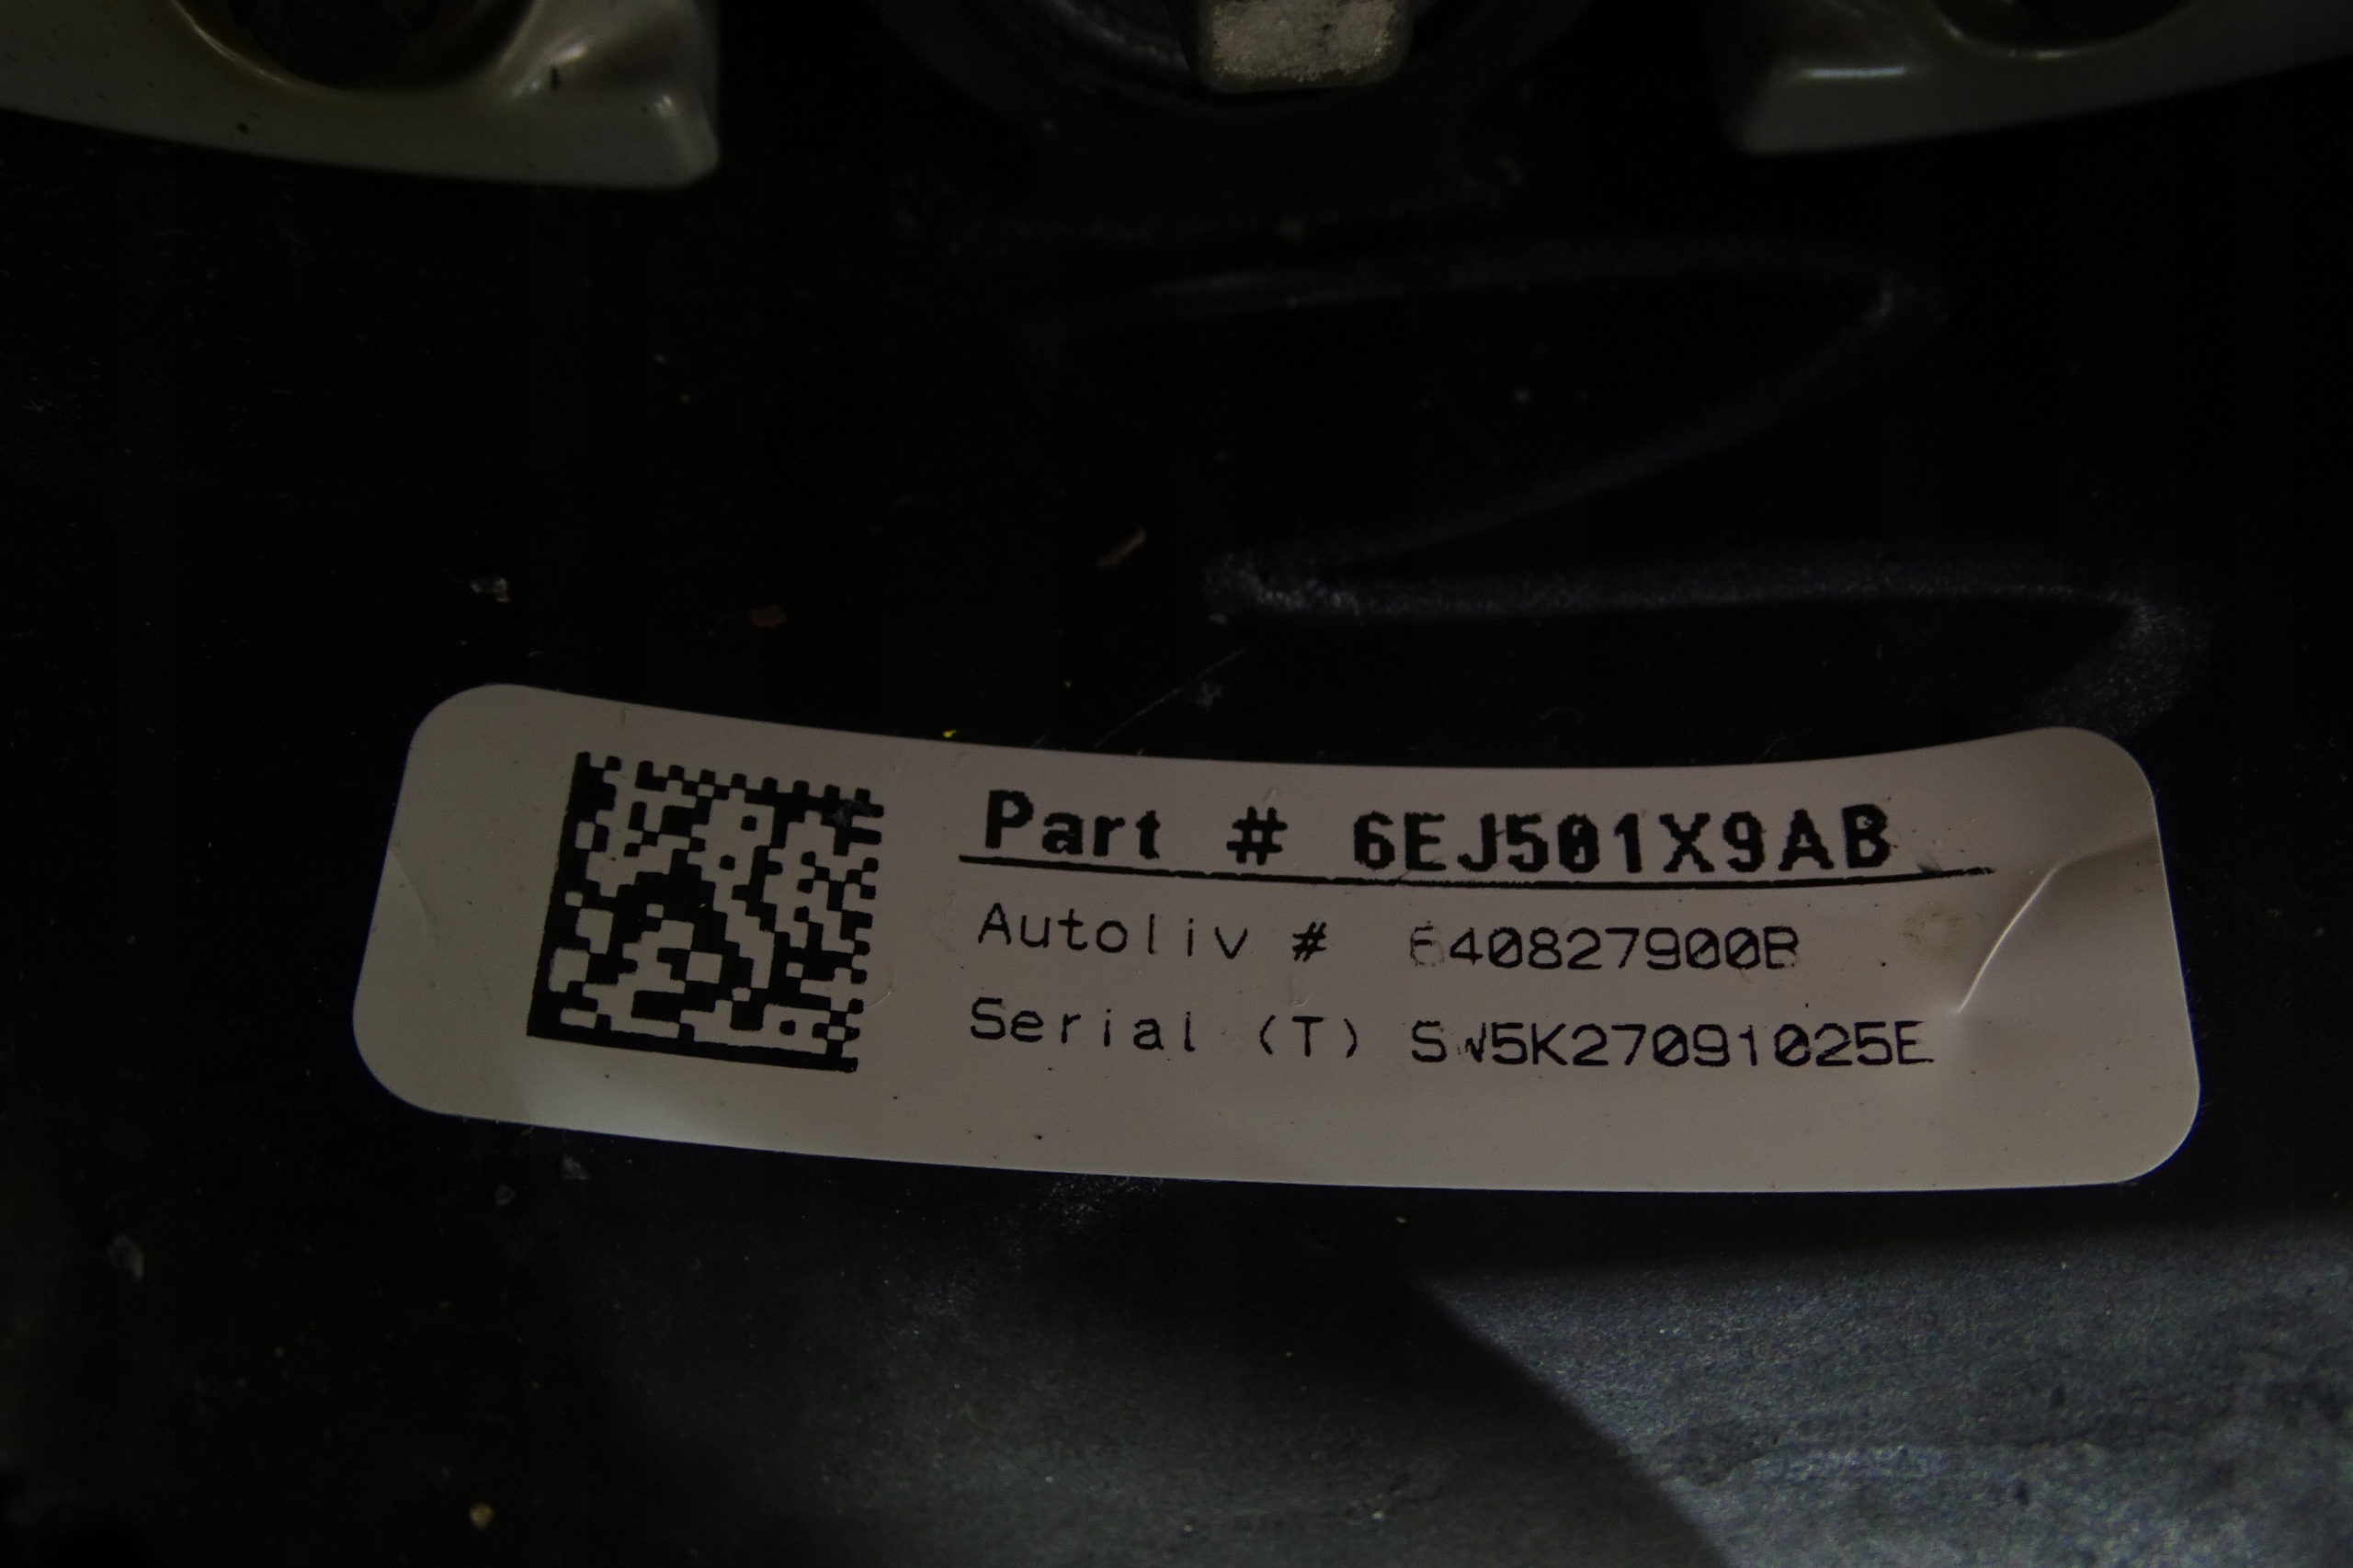 Part # 6EJ501X9AB
Autoliv # 640827900B
Serial (T) SW5K27091025E